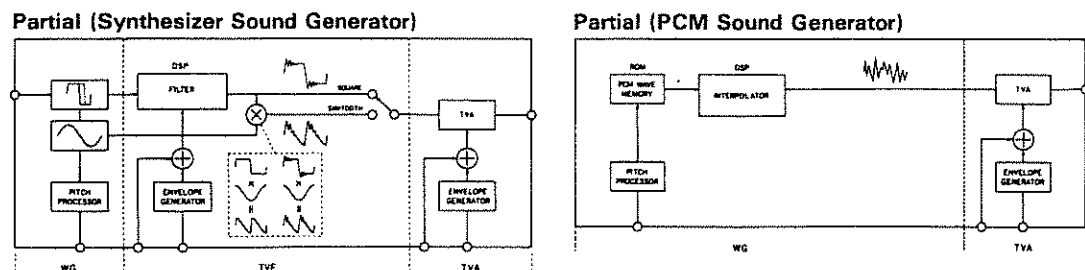 Partial (Synthesizer Sound Generator)
DSP
FILTER
SQUARE
SAWTOOTH
TVA
PITCH
PROCESSOR
ENVELOPE
GENERATOR
ENVELOPE
GENERATOR
WG
TVF
TVA
Partial (PCM Sound Generator)
ROM
PCM WAVE
MEMORY
DSP
INTERPOLATOR
TVA
PITCH
PROCESSOR
ENVELOPE
GENERATOR
WG
TVA